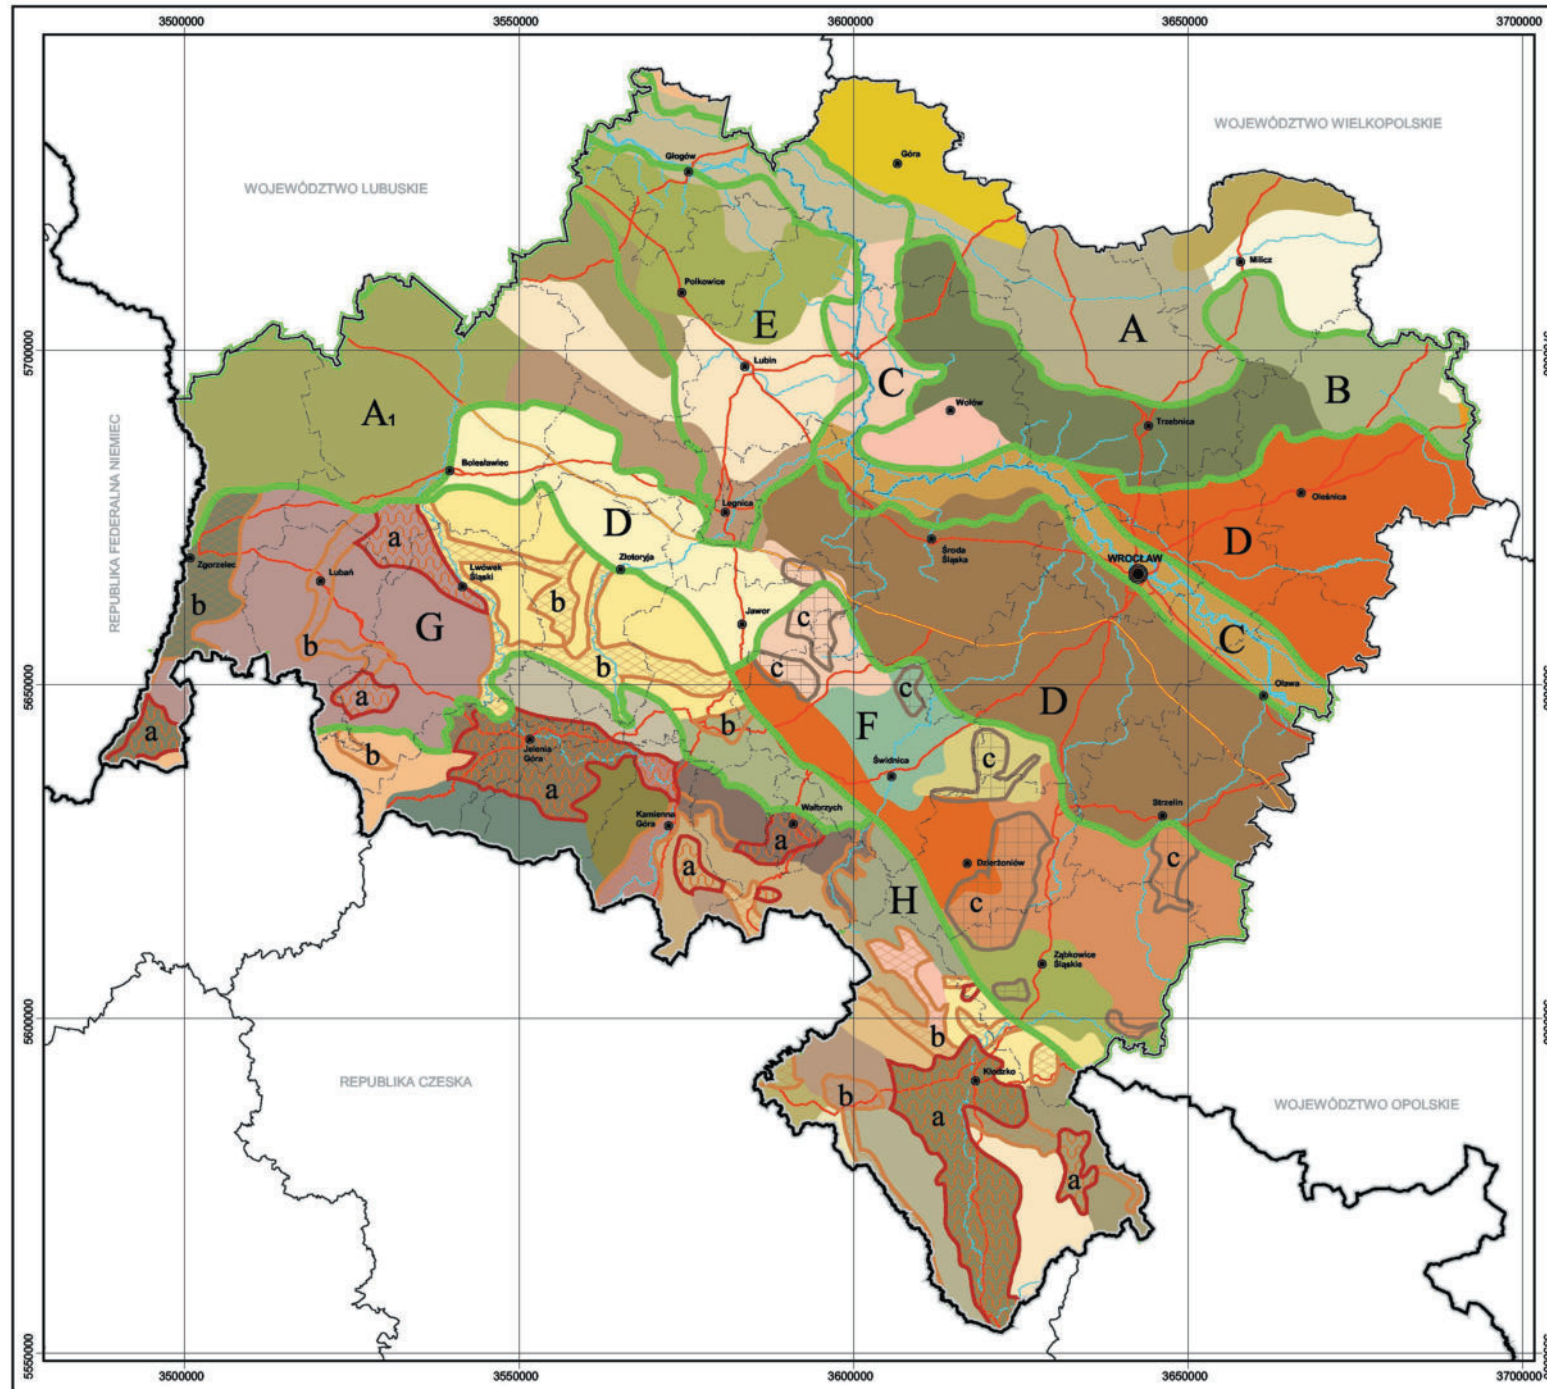 3500000 3550000 3600000 3650000 3700000
WOJEWÓDZTWO WIELKOPOLSKIE
Góra
Głogów
WOJEWÓDZTWO LUBUSKIE
Milicz
Polkowice
E
A
5700000
Lubin
C
B
A1
Wołów
Trzebnica
REPUBLIKA FEDERALNA NIEMIEC
Bolesławiec
Oleśnica
Legnica
D
a
Środa
Śląska
D
Zgorzelec
Złotoryja
WROCŁAW
Lubań
Lwówek
Śląski
b
b
Jawor
c
G
b
b
C
c
c
5650000
a
Oława
D
F
b
a
b
Jelenia
Góra
c
Świdnica
a
Kamienna
Góra
Wałbrzych
Strzelin
a
a
Dzierżoniów
c
H
c
Ząbkowice
Śląskie
5600000
b
REPUBLIKA CZESKA
Kłodzko
b
a
WOJEWÓDZTWO OPOLSKIE
a
5550000
3500000 3550000 3600000 3650000 3700000